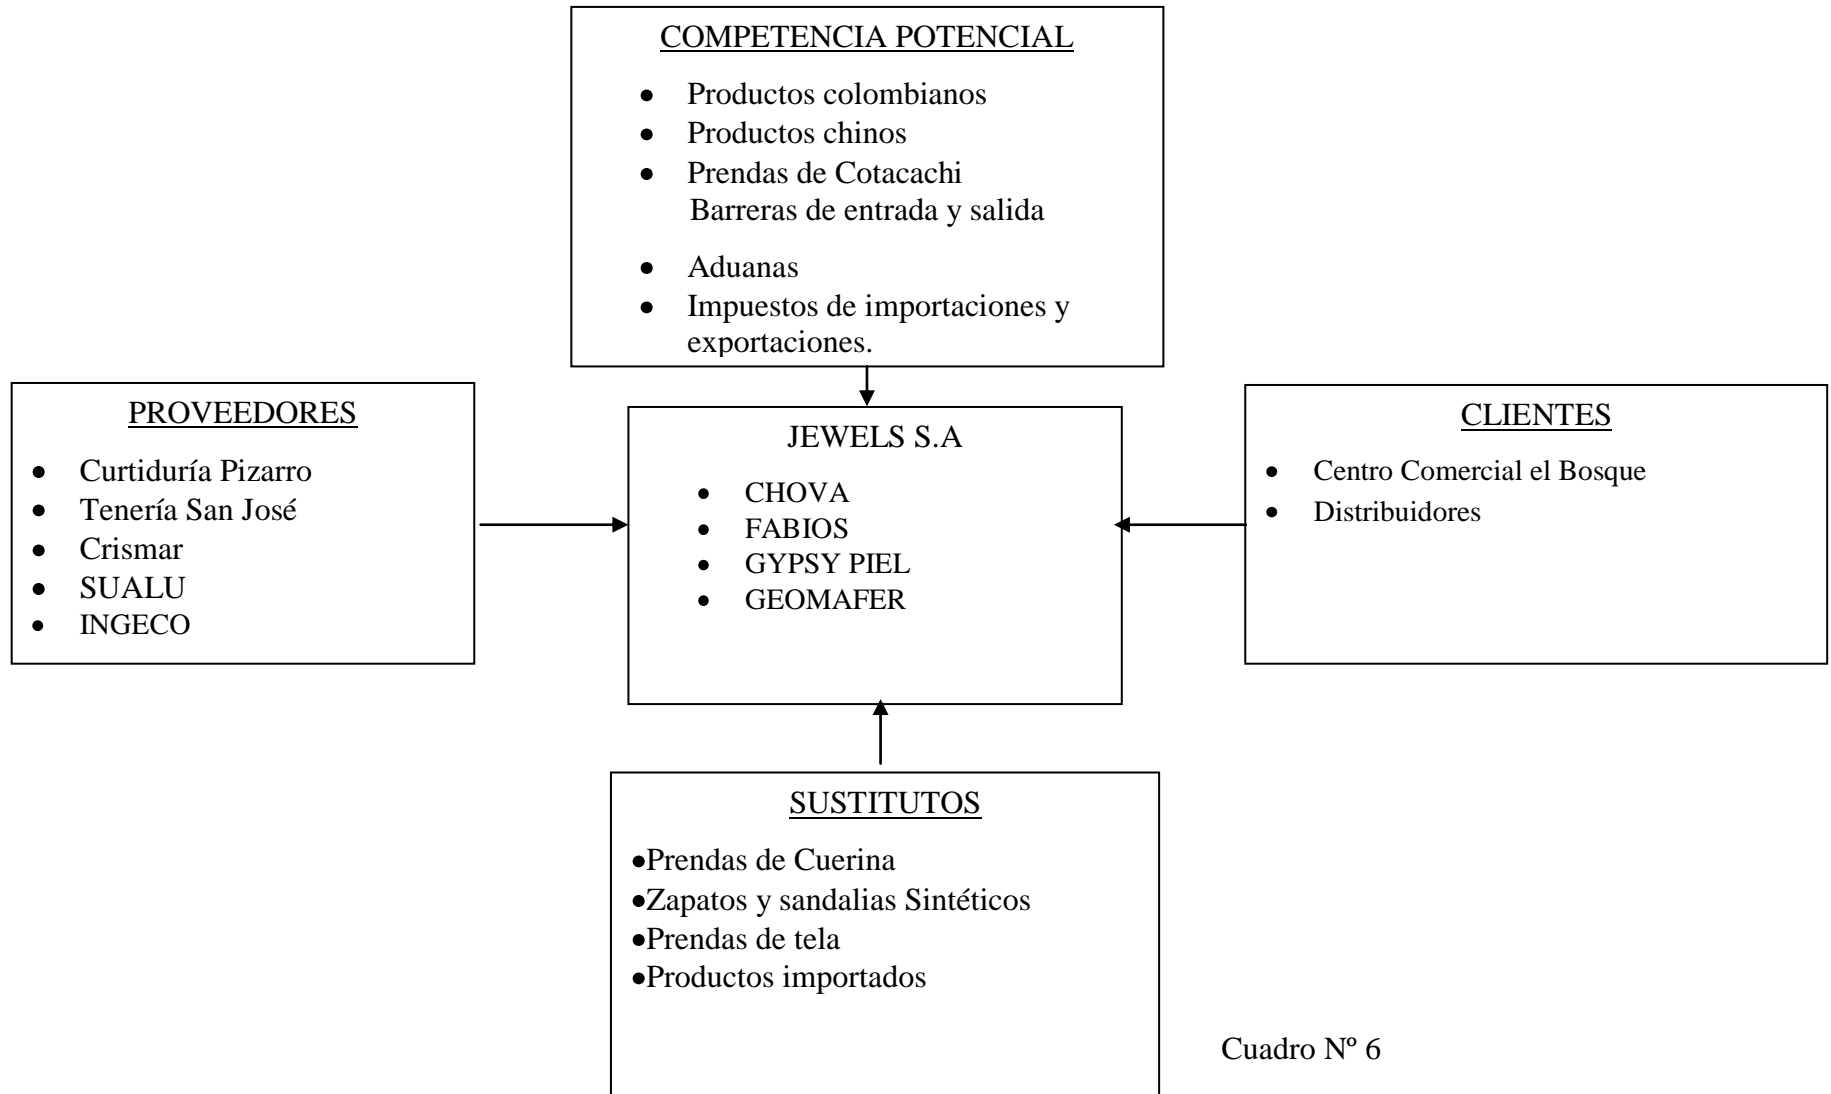 COMPETENCIA POTENCIAL
• Productos colombianos
• Productos chinos
• Prendas de Cotacachi
Barreras de entrada y salida
• Aduanas
• Impuestos de importaciones y
exportaciones.
PROVEEDORES
• Curtiduría Pizarro
• Tenería San José
• Crismar
• SUALU
• INGECO
JEWELS S.A
• CHOVA
• FABIOS
• GYPSY PIEL
• GEOMAFER
CLIENTES
• Centro Comercial el Bosque
• Distribuidores
SUSTITUTOS
•Prendas de Cuerina
•Zapatos y sandalias Sintéticos
•Prendas de tela
•Productos importados
Cuadro Nº 6